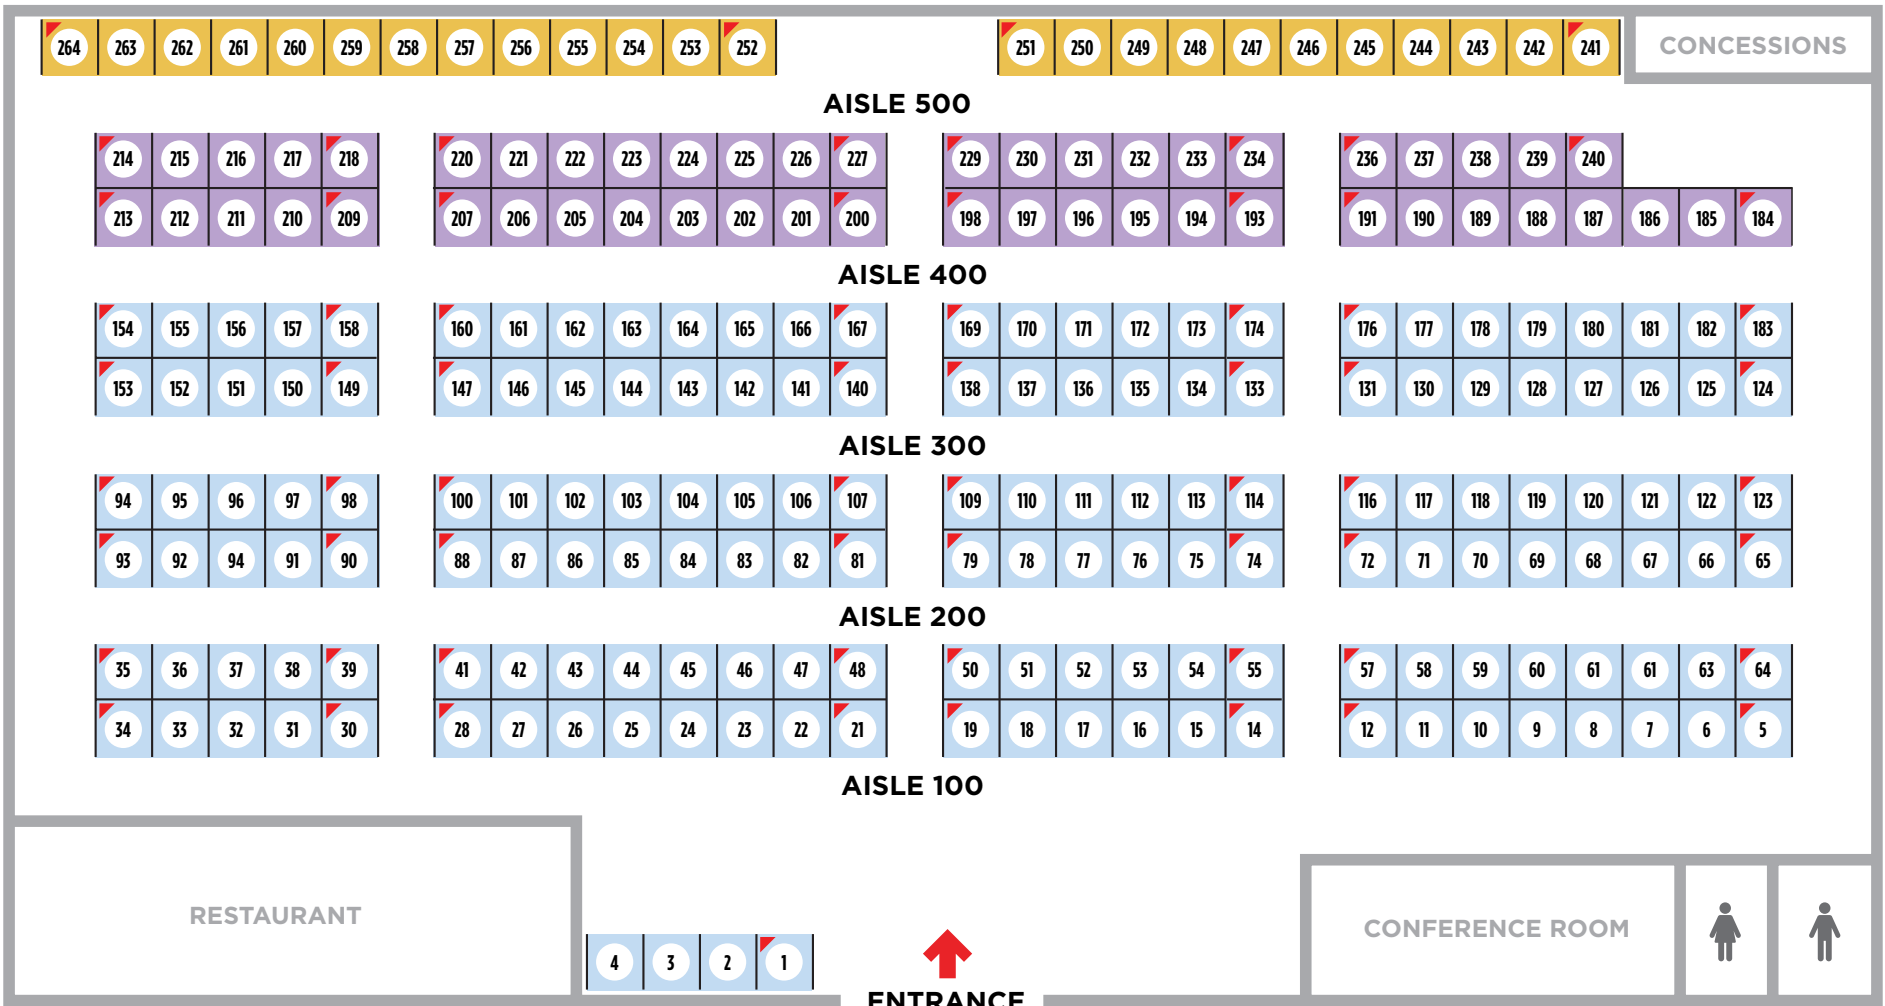 264 263 262 261 260 259 258 257 256 255 254 253 252 251 250 249 248 247 246 245 244 243 242 241 CONCESSIONS
AISLE 500
214 215 216 217 218 220 221 222 223 224 225 226 227 229 230 231 232 233 234 236 237 238 239 240
213 212 211 210 209 207 206 205 204 203 202 201 200 198 197 196 195 194 193 191 190 189 188 187 186 185 184
AISLE 400
154 155 156 157 158 160 161 162 163 164 165 166 167 169 170 171 172 173 174 176 177 178 179 180 181 182 183
153 152 151 150 149 147 146 145 144 143 142 141 140 138 137 136 135 134 133 131 130 129 128 127 126 125 124
AISLE 300
94 95 96 97 98 100 101 102 103 104 105 106 107 109 110 111 112 113 114 116 117 118 119 120 121 122 123
93 92 94 91 90 88 87 86 85 84 83 82 81 79 78 77 76 75 74 72 71 70 69 68 67 66 65
AISLE 200
35 36 37 38 39 41 42 43 44 45 46 47 48 50 51 52 53 54 55 57 58 59 60 61 61 63 64
34 33 32 31 30 28 27 26 25 24 23 22 21 19 18 17 16 15 14 12 11 10 9 8 7 6 5
AISLE 100
RESTAURANT
CONFERENCE ROOM
4 3 2 1
ENTRANCE